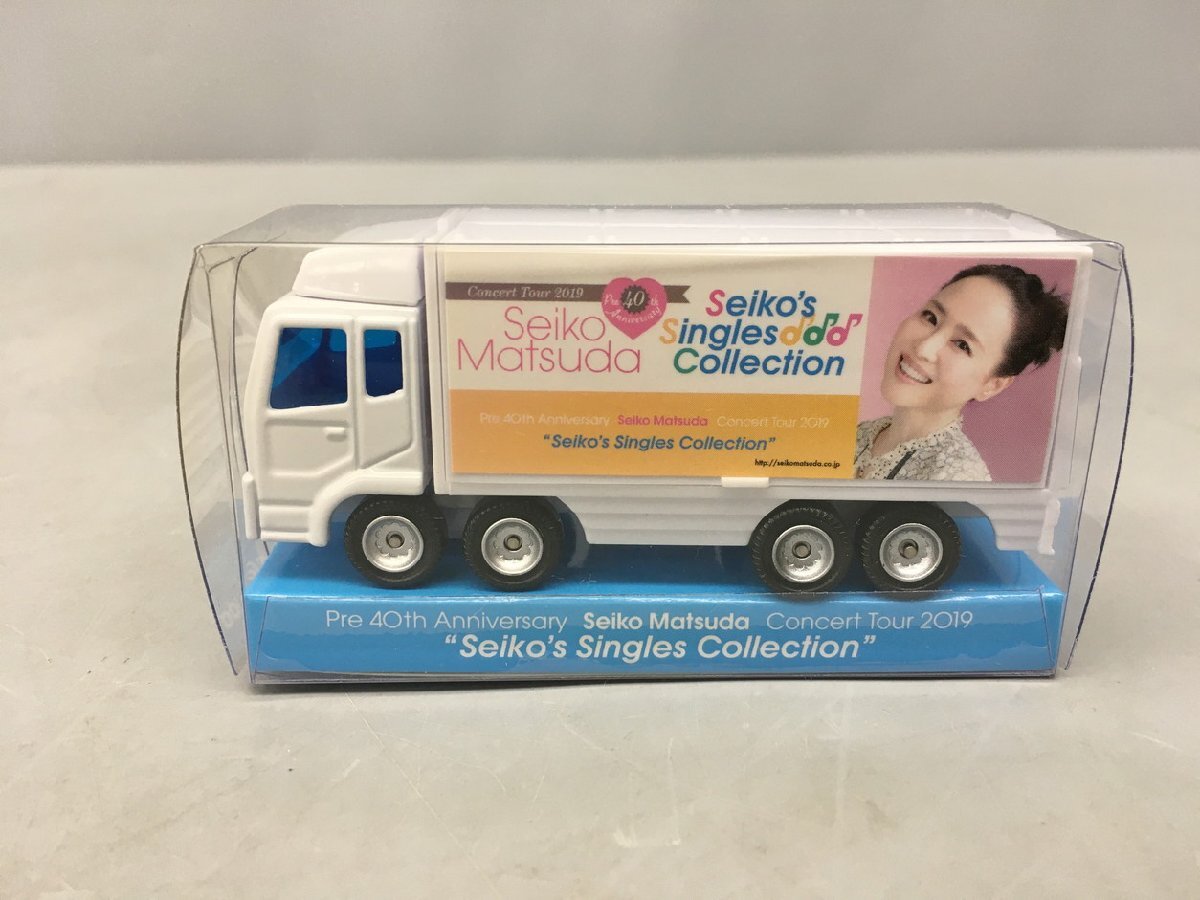 Concert Tour 2019
Pre 40th Anniversary
Seiko Matsuda
Seiko's Singles Collection
Pre 40th Anniversary Seiko Matsuda Concert Tour 2019
"Seiko's Singles Collection"
http://seikomatsuda.co.jp
Pre 40th Anniversary Seiko Matsuda Concert Tour 2019
"Seiko's Singles Collection"